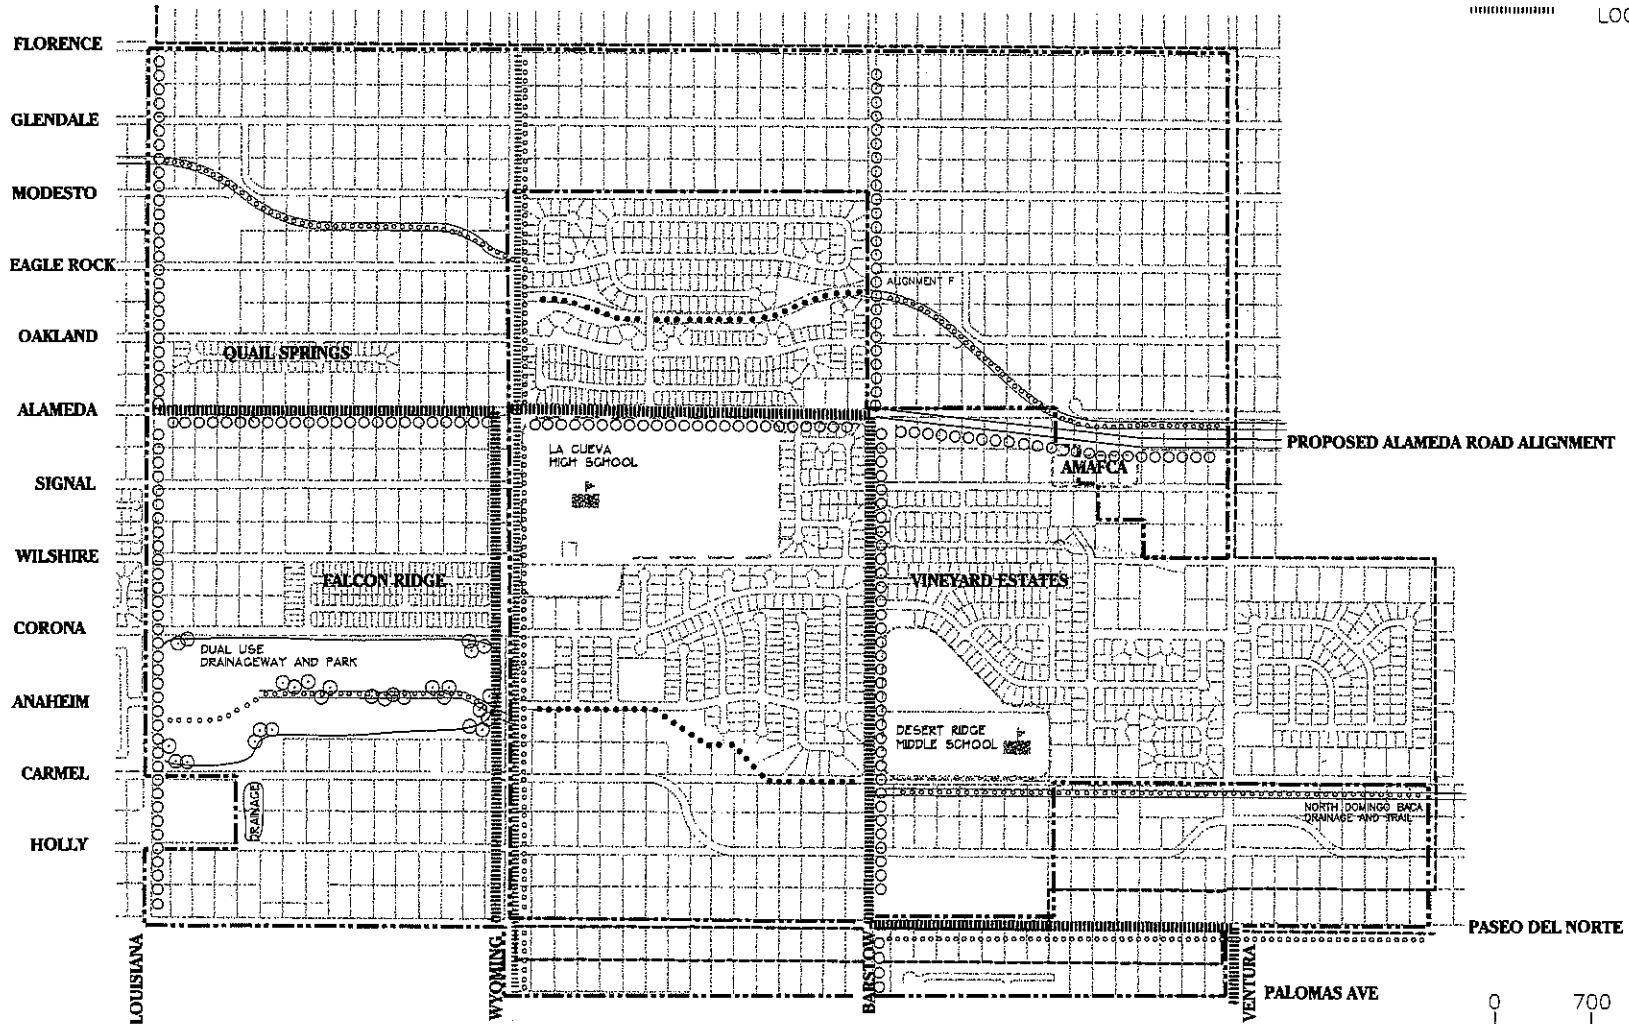 LOC
FLORENCE
GLENDALE
MODESTO
EAGLE ROCK
ALIGNMENT F
OAKLAND
QUAIL SPRINGS
ALAMEDA
PROPOSED ALAMEDA ROAD ALIGNMENT
LA CUEVA
HIGH SCHOOL
AMAFCA
SIGNAL
WILSHIRE
FALCON RIDGE
VINEYARD ESTATES
CORONA
DUAL USE
DRAINAGEWAY AND PARK
ANAHEIM
DESERT RIDGE
MIDDLE SCHOOL
CARMEL
DRAINAGE
NORTH DOMINGO BACA
DRAINAGE AND TRAIL
HOLLY
PASEO DEL NORTE
LOUISIANA
WYOMING
BARSTOW
VENTURA
PALOMAS AVE
0 700